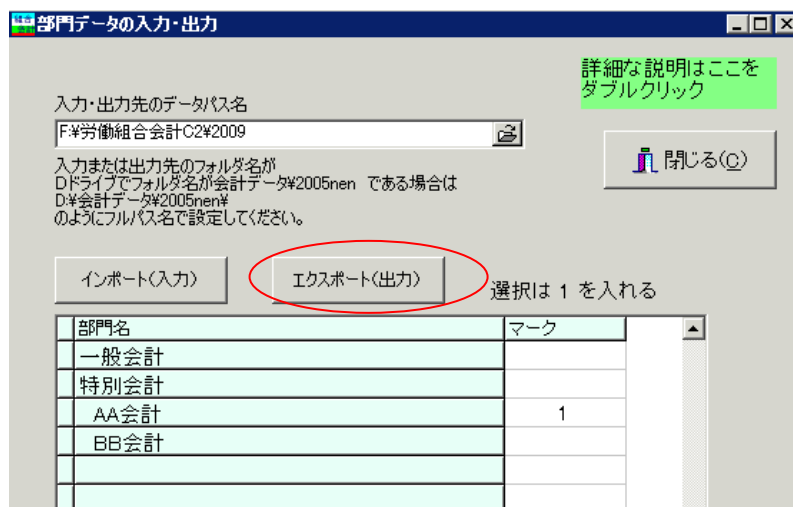 組合
会計
部門データの入力・出力
詳細な説明はここを
ダブルクリック
入力・出力先のデータパス名
F:¥労働組合会計C2¥2009
閉じる(C)
入力または出力先のフォルダ名が
Dドライブでフォルダ名が会計データ¥2005nen である場合は
D:¥会計データ¥2005nen¥
のようにフルパス名で設定してください。
インポート(入力)
エクスポート(出力)
選択は 1 を入れる
部門名 マーク
一般会計
特別会計
AA会計 1
BB会計